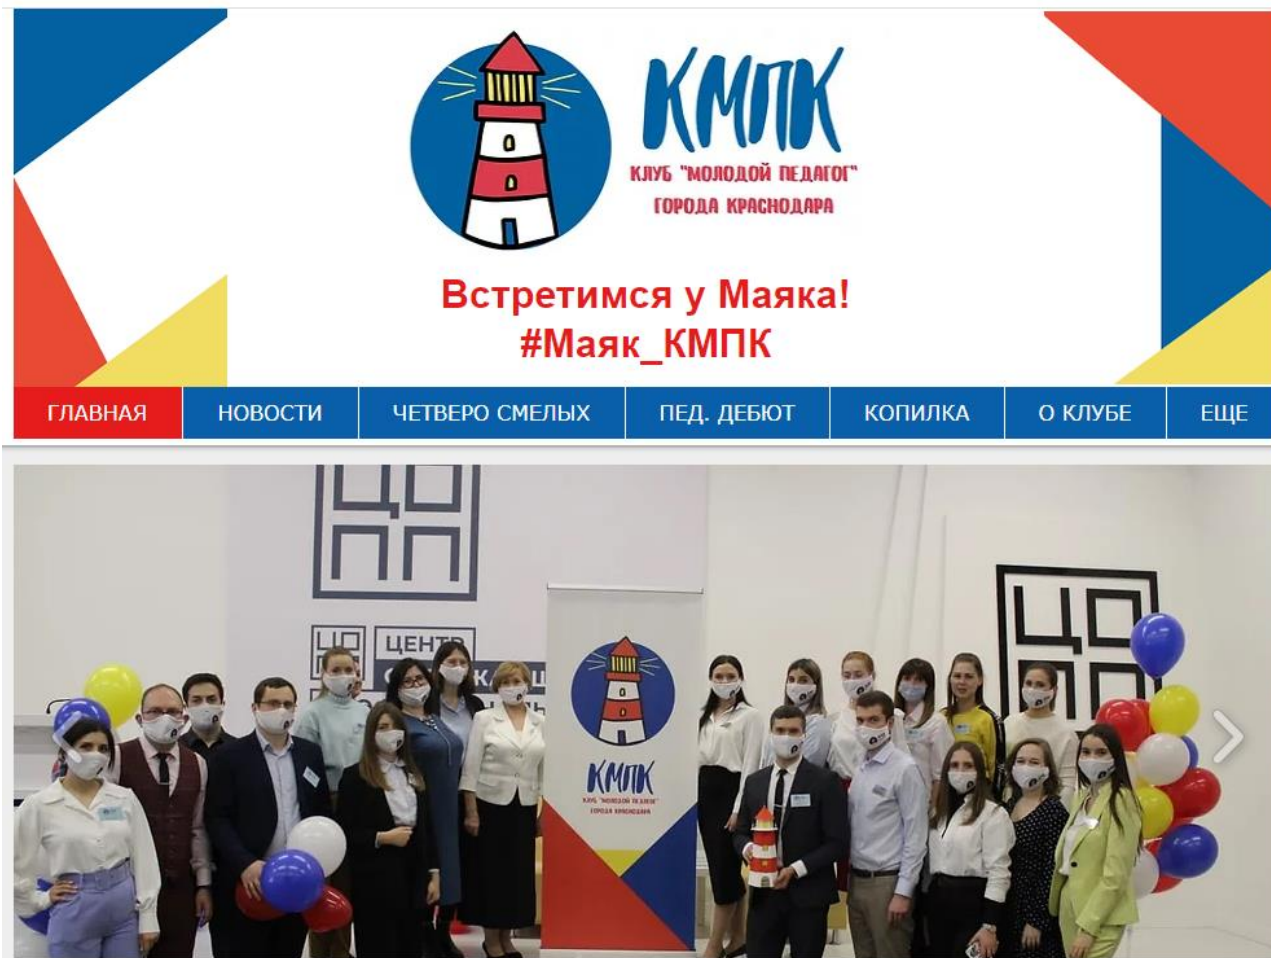 КМПК
КЛУБ "МОЛОДОЙ ПЕДАГОГ"
ГОРОДА КРАСНОДАРА
Встретимся у Маяка!
#Маяк_КМПК
ГЛАВНАЯ
НОВОСТИ
ЧЕТВЕРО СМЕЛЫХ
ПЕД. ДЕБЮТ
КОПИЛКА
О КЛУБЕ
ЕЩЕ
ЦО
ПП
ЦО
ЦЕНТР
ЦО
ПП
КМПК
КЛУБ "МОЛОДОЙ ПЕДАГОГ"
ГОРОДА КРАСНОДАРА